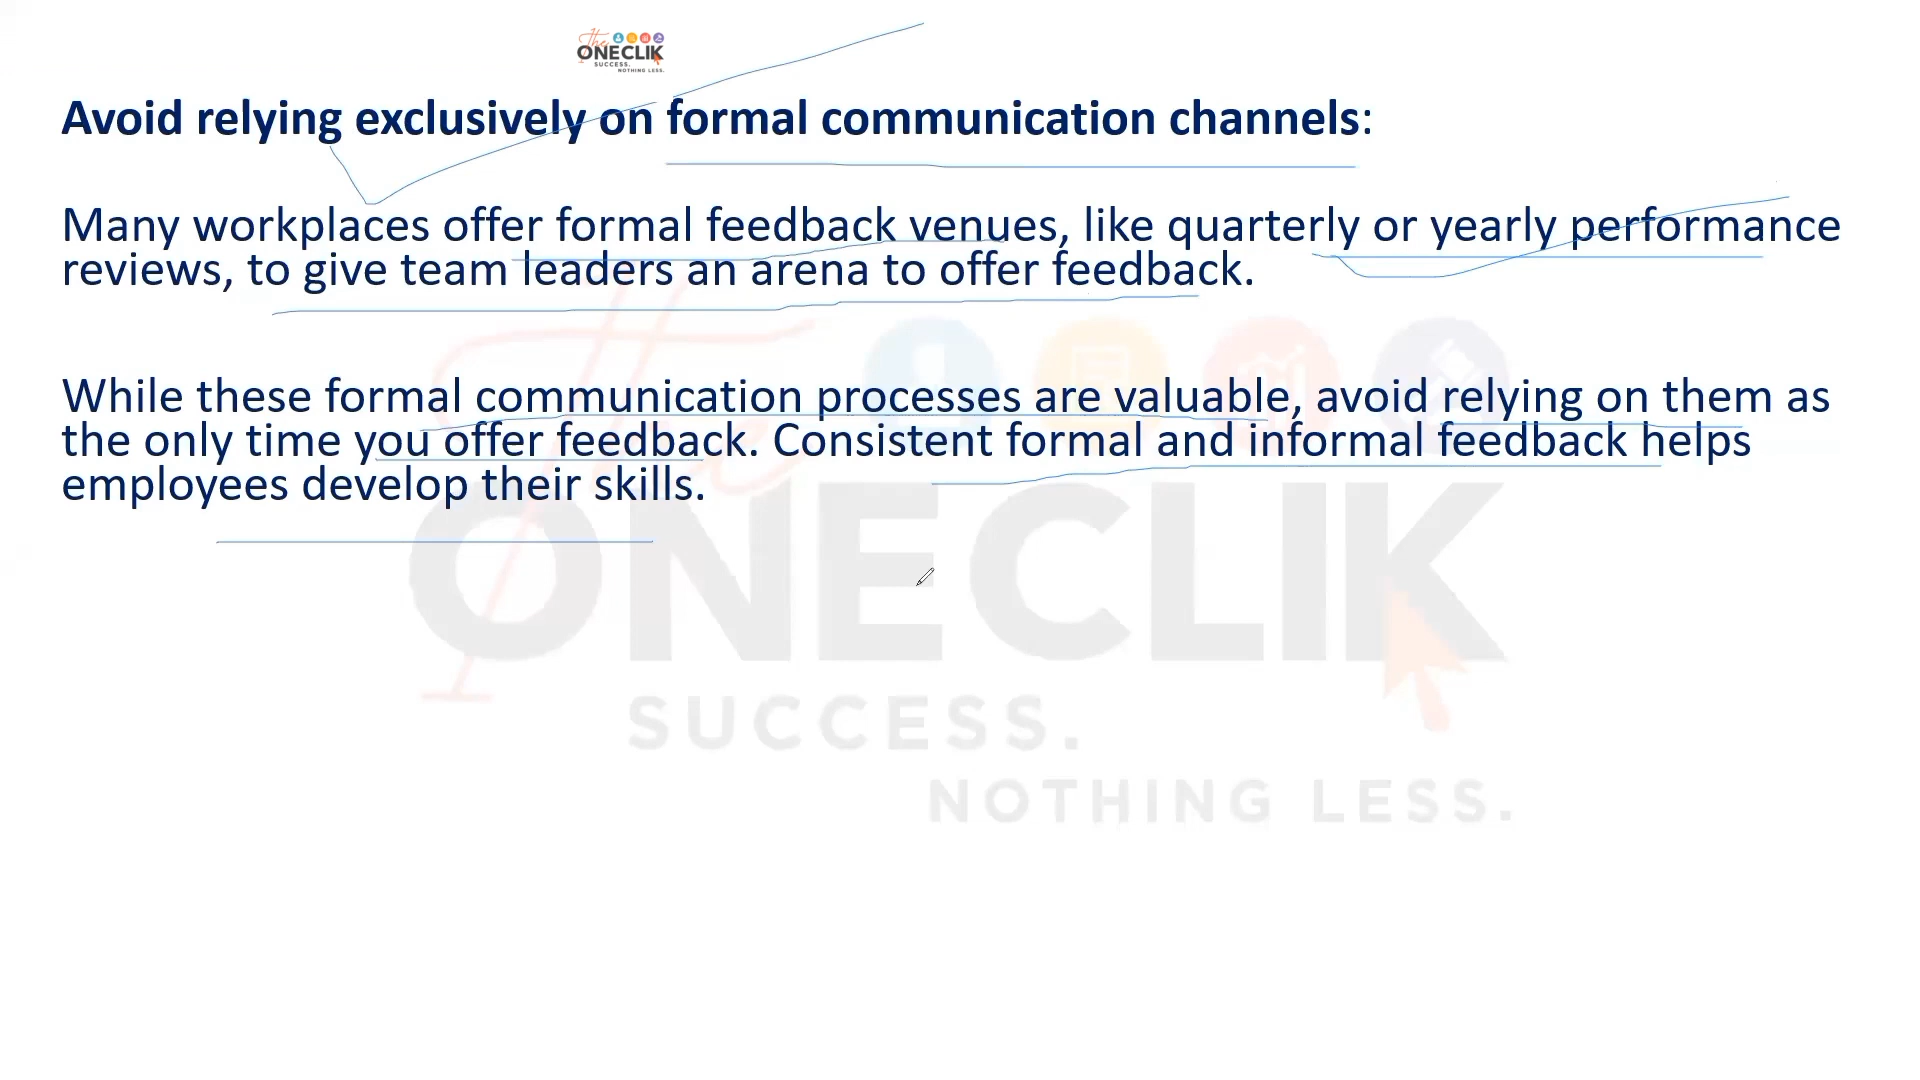 The
ONECLIK
SUCCESS.
NOTHING LESS.
Avoid relying exclusively on formal communication channels:
Many workplaces offer formal feedback venues, like quarterly or yearly performance
reviews, to give team leaders an arena to offer feedback.
While these formal communication processes are valuable, avoid relying on them as
the only time you offer feedback. Consistent formal and informal feedback helps
employees develop their skills.
The
ONECLIK
SUCCESS.
NOTHING LESS.